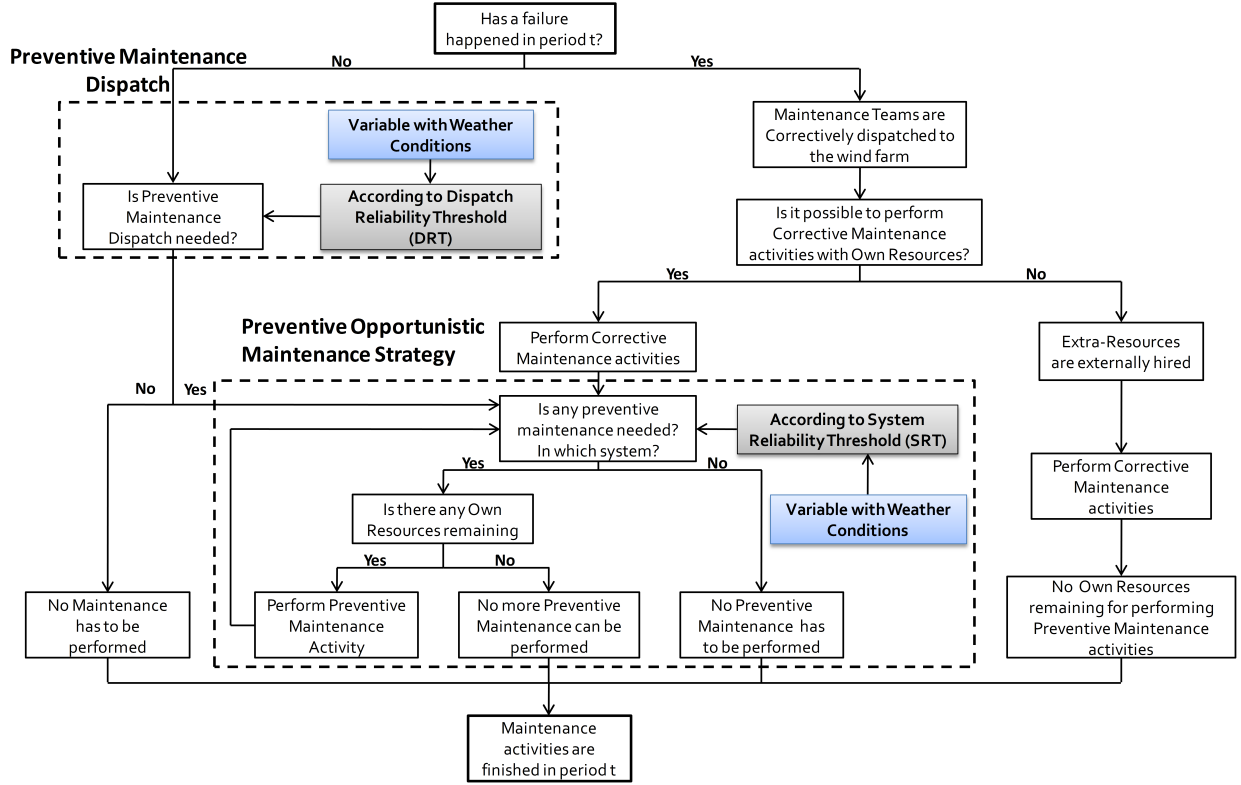 Has a failure
happened in period t?
Preventive Maintenance
Dispatch
No
Yes
Variable with Weather
Conditions
Maintenance Teams are
Correctively dispatched to
the wind farm
Is Preventive
Maintenance
Dispatch needed?
According to Dispatch
Reliability Threshold
(DRT)
Is it possible to perform
Corrective Maintenance
activities with Own Resources?
Yes
No
Preventive Opportunistic
Maintenance Strategy
Perform Corrective
Maintenance activities
Extra-Resources
are externally hired
No
Yes
Is any preventive
maintenance needed?
In which system?
According to System
Reliability Threshold (SRT)
Yes
No
Perform Corrective
Maintenance
activities
Is there any Own
Resources remaining
Variable with Weather
Conditions
Yes
No
No Maintenance
has to be
performed
Perform Preventive
Maintenance
Activity
No more Preventive
Maintenance can be
performed
No Preventive
Maintenance has
to be performed
No Own Resources
remaining for performing
Preventive Maintenance
activities
Maintenance
activities are
finished in period t